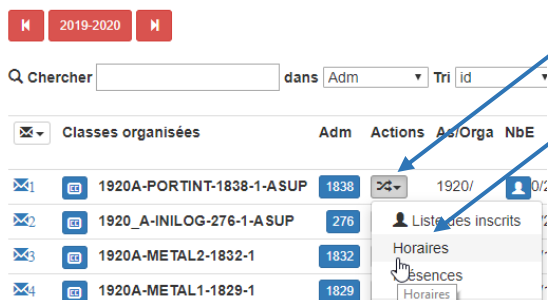 2019-2020
Chercher dans Adm Tri id
Classes organisées Adm Actions As/Orga NbE
1 1920A-PORTINT-1838-1-ASUP 1838 1920/ 0/2
2 1920_A-INILOG-276-1-ASUP 276 Liste des inscrits
3 1920A-METAL2-1832-1 1832 Horaires
ésences
4 1920A-METAL1-1829-1 1829 Horaires